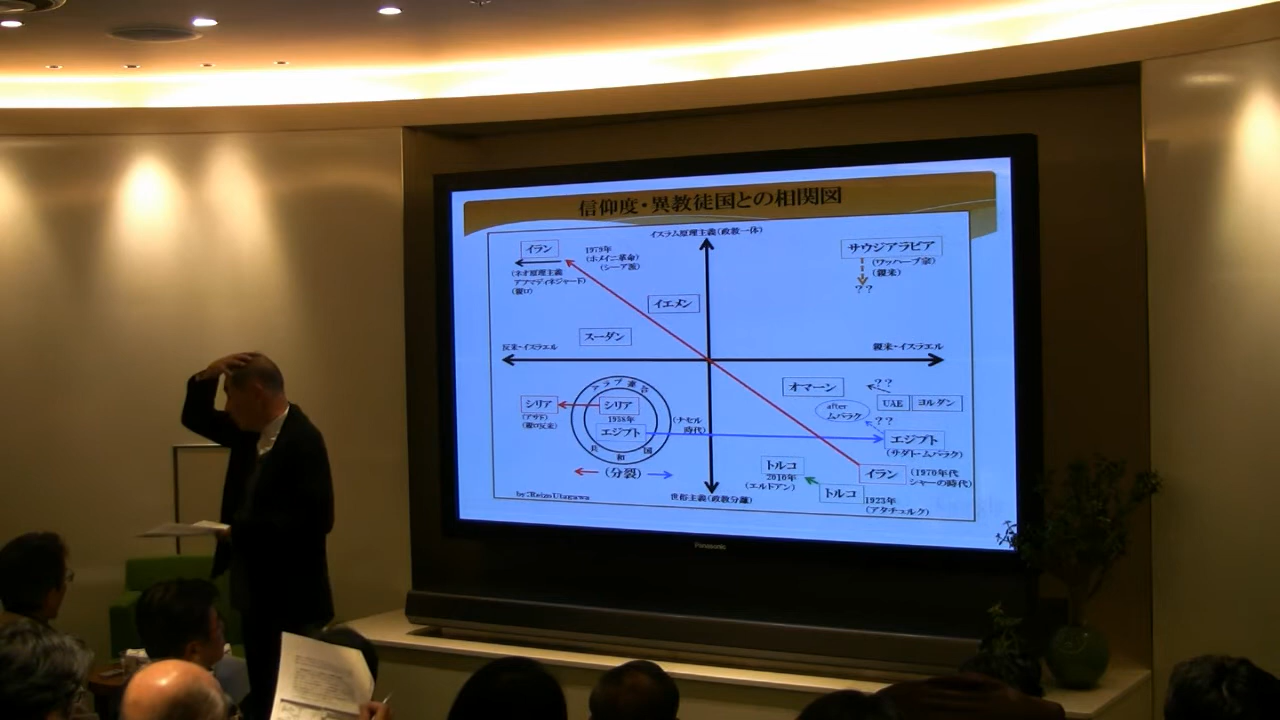 信仰度・異教徒国との相関図
イスラム原理主義(政教一体)
イラン
1979年
(ホメイニ革命)
(シーア派)
(ネオ原理主義
アフマディネジャード)
(親ロ)
サウジアラビア
(ワッハーブ宗)
(親米)
??
イエメン
スーダン
反米・イスラエル
親米・イスラエル
アラブ連合
共和国
シリア
(アサド)
(親ロ反米)
シリア
1958年
エジプト
(ナセル
時代)
(分裂)
オマーン
??
UAE
ヨルダン
after
ムバラク
??
エジプト
(サダト―ムバラク)
イラン
(1970年代
シャーの時代)
トルコ
2010年
(エルドアン)
トルコ
1923年
(アタチュルク)
世俗主義(政教分離)
by:ReizoUtagawa
Panasonic